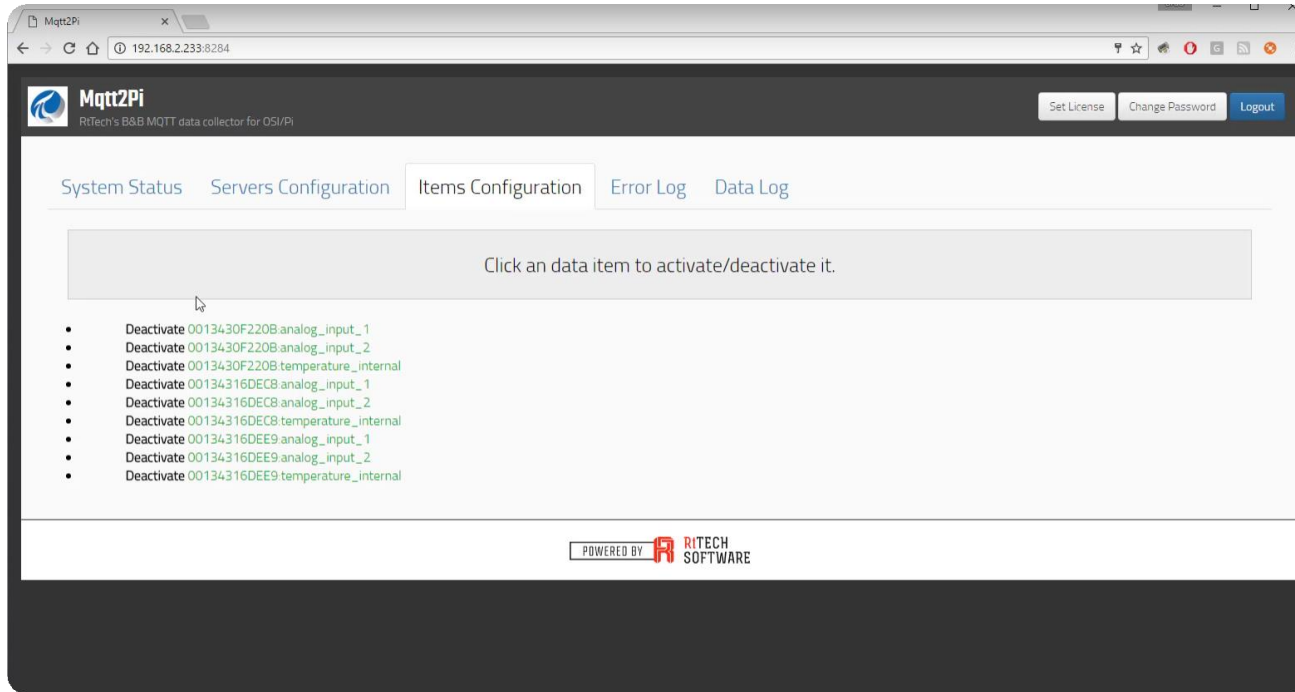 Mqtt2Pi
192.168.2.233:8284
Mqtt2Pi
RtTech's B&B MQTT data collector for OSI/Pi
Set License Change Password Logout
System Status Servers Configuration Items Configuration Error Log Data Log
Click an data item to activate/deactivate it.
Deactivate 0013430F220B:analog_input_1
Deactivate 0013430F220B:analog_input_2
Deactivate 0013430F220B:temperature_internal
Deactivate 00134316DEC8:analog_input_1
Deactivate 00134316DEC8:analog_input_2
Deactivate 00134316DEC8:temperature_internal
Deactivate 00134316DEE9:analog_input_1
Deactivate 00134316DEE9:analog_input_2
Deactivate 00134316DEE9:temperature_internal
POWERED BY RtTECH
SOFTWARE